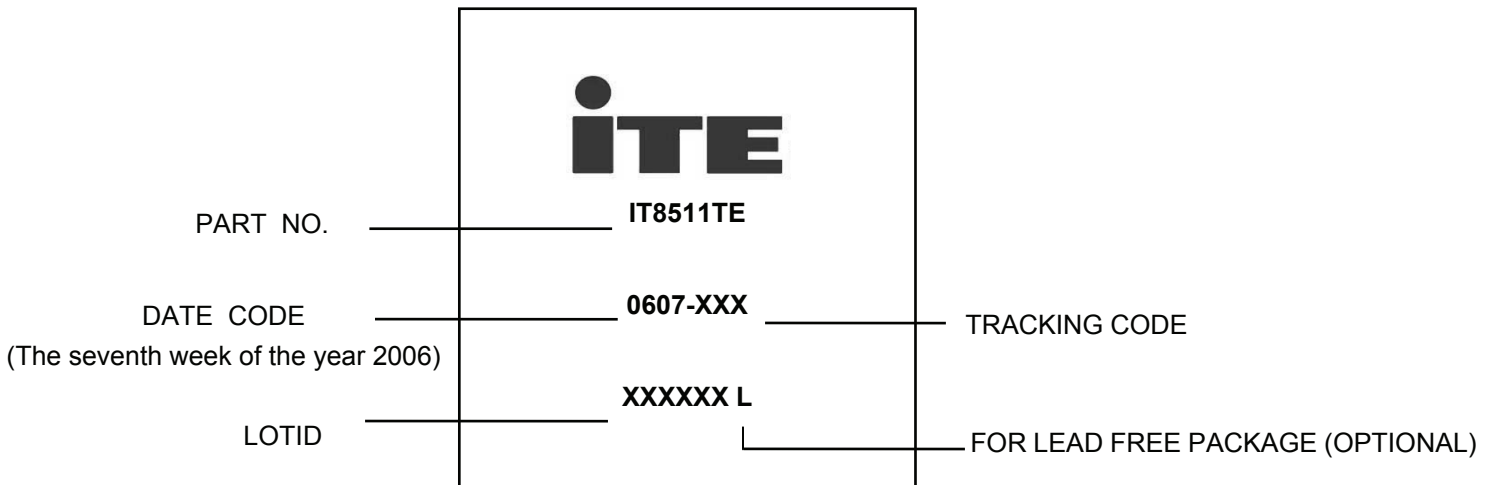 iTE
IT8511TE
PART NO.
0607-XXX
DATE CODE
TRACKING CODE
(The seventh week of the year 2006)
XXXXXX L
LOTID
FOR LEAD FREE PACKAGE (OPTIONAL)